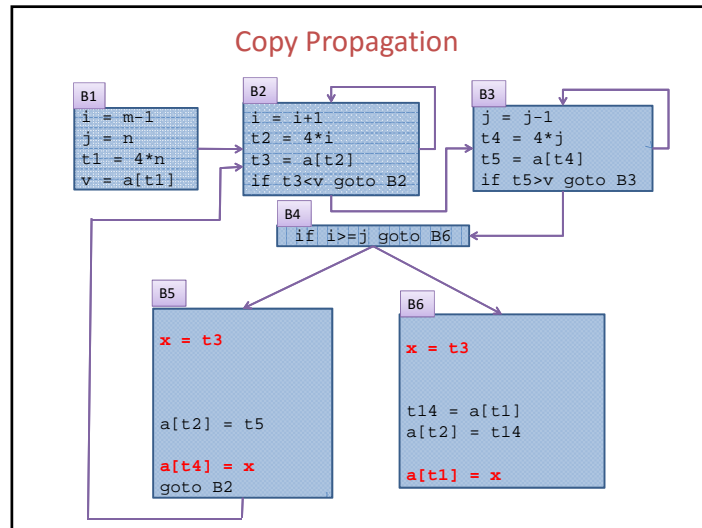 Copy Propagation
B1
i = m-1
j = n
t1 = 4*n
v = a[t1]
B2
i = i+1
t2 = 4*i
t3 = a[t2]
if t3<v goto B2
B3
j = j-1
t4 = 4*j
t5 = a[t4]
if t5>v goto B3
B4
if i>=j goto B6
B5
x = t3
a[t2] = t5
a[t4] = x
goto B2
B6
x = t3
t14 = a[t1]
a[t2] = t14
a[t1] = x